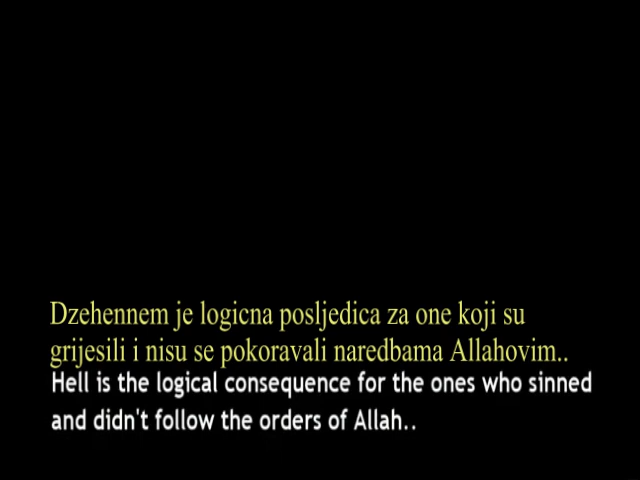 Dzehennem je logicna posljedica za one koji su
grijesili i nisu se pokoravali naredbama Allahovim..
Hell is the logical consequence for the ones who sinned
and didn't follow the orders of Allah..